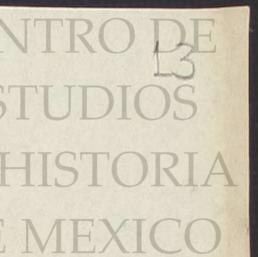 NTRO DE
13
STUDIOS
HISTORIA
E MEXICO